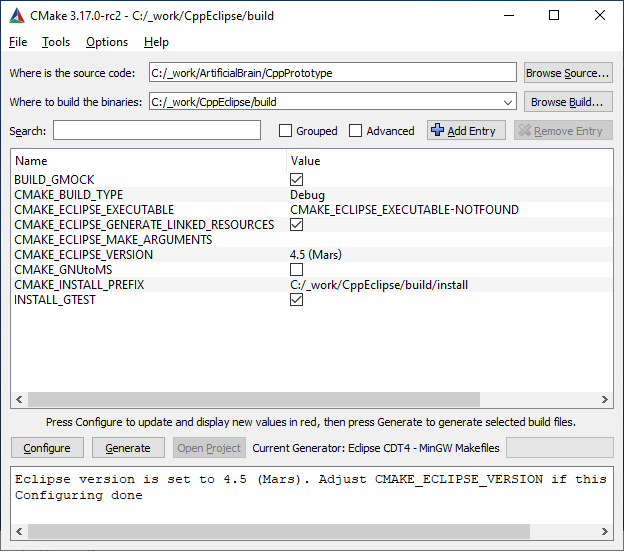 CMake 3.17.0-rc2 - C:/_work/CppEclipse/build
File Tools Options Help
Where is the source code: C:/_work/ArtificialBrain/CppPrototype Browse Source...
Where to build the binaries: C:/_work/CppEclipse/build Browse Build...
Search: Grouped Advanced Add Entry Remove Entry
Name Value
BUILD_GMOCK
CMAKE_BUILD_TYPE Debug
CMAKE_ECLIPSE_EXECUTABLE CMAKE_ECLIPSE_EXECUTABLE-NOTFOUND
CMAKE_ECLIPSE_GENERATE_LINKED_RESOURCES
CMAKE_ECLIPSE_MAKE_ARGUMENTS
CMAKE_ECLIPSE_VERSION 4.5 (Mars)
CMAKE_GNUtoMS
CMAKE_INSTALL_PREFIX C:/_work/CppEclipse/build/install
INSTALL_GTEST
Press Configure to update and display new values in red, then press Generate to generate selected build files.
Configure Generate Open Project Current Generator: Eclipse CDT4 - MinGW Makefiles
Eclipse version is set to 4.5 (Mars). Adjust CMAKE_ECLIPSE_VERSION if this
Configuring done